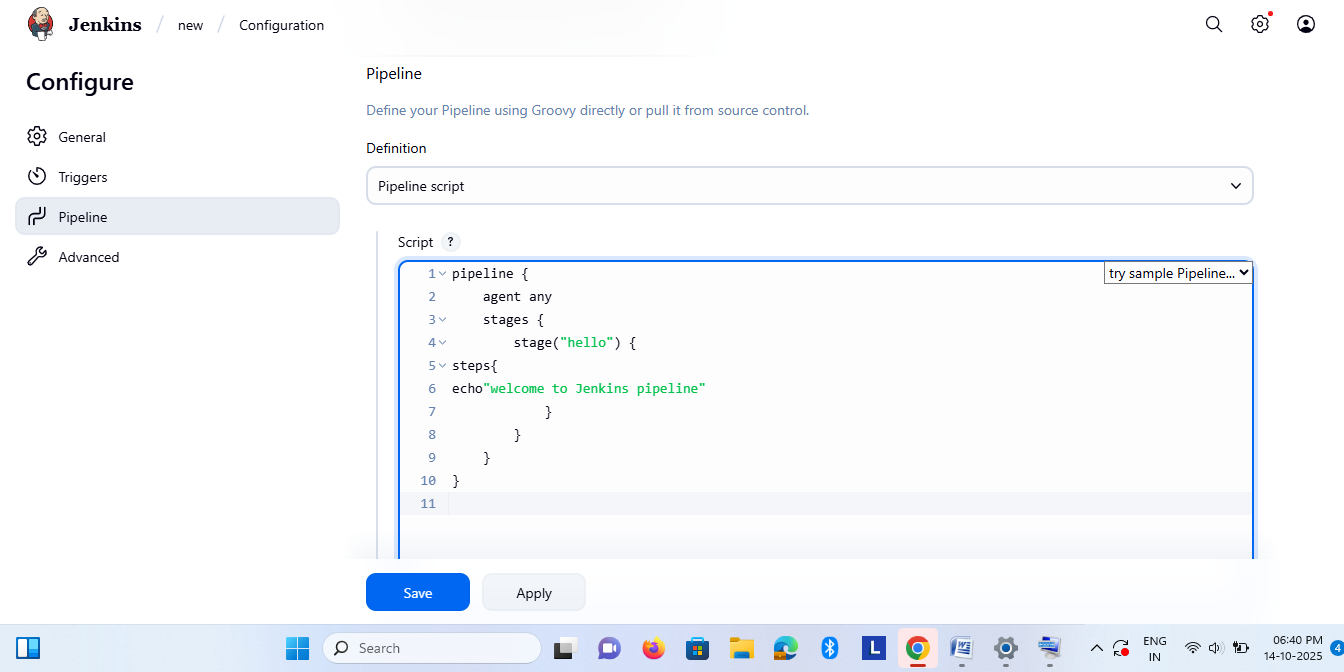 Jenkins / new / Configuration
Configure
General
Triggers
Pipeline
Advanced
Pipeline
Define your Pipeline using Groovy directly or pull it from source control.
Definition
Pipeline script
Script ?
try sample Pipeline...
1 pipeline {
2     agent any
3     stages {
4         stage("hello") {
5 steps{
6 echo"welcome to Jenkins pipeline"
7             }
8         }
9     }
10 }
11
Save
Apply
Search
L
W
ENG
IN
06:40 PM
14-10-2025